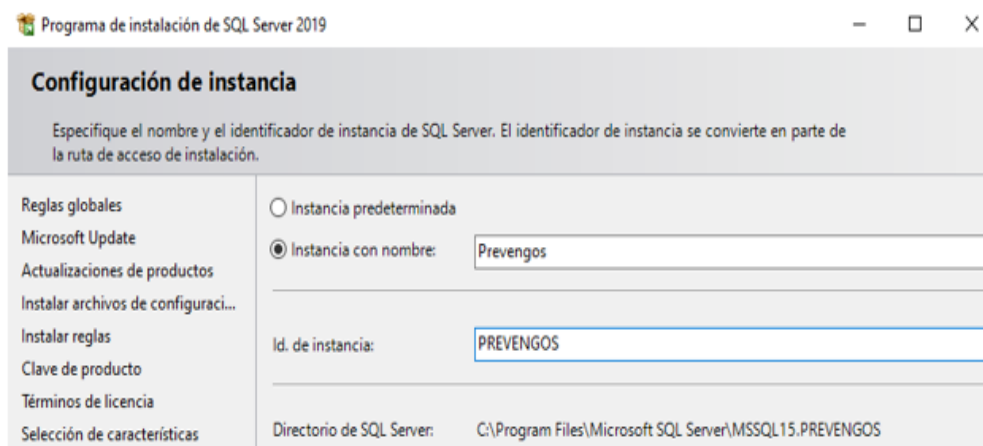 Programa de instalación de SQL Server 2019
Configuración de instancia
Especifique el nombre y el identificador de instancia de SQL Server. El identificador de instancia se convierte en parte de
la ruta de acceso de instalación.
Reglas globales
Microsoft Update
Actualizaciones de productos
Instalar archivos de configuraci...
Instalar reglas
Clave de producto
Términos de licencia
Selección de características
Instancia predeterminada
Instancia con nombre: Prevengos
Id. de instancia: PREVENGOS
Directorio de SQL Server: C:\Program Files\Microsoft SQL Server\MSSQL15.PREVENGOS